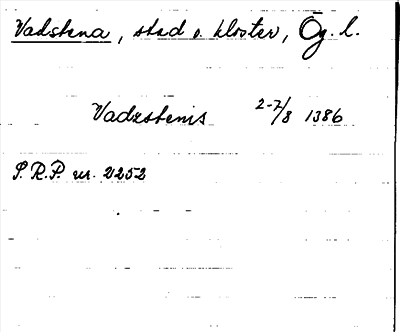 Vadstena, stad o. kloster, Ög. l.
Vadzstenis 2-7/8 1386
S.R.P. nr. 2252